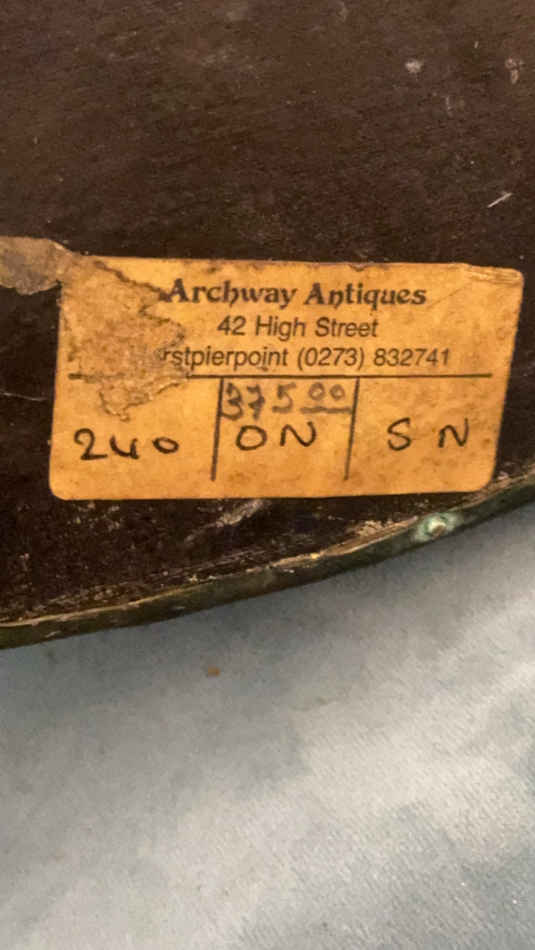 Archway Antiques
42 High Street
rstpierpoint (0273) 832741
375.00
240 ON SN